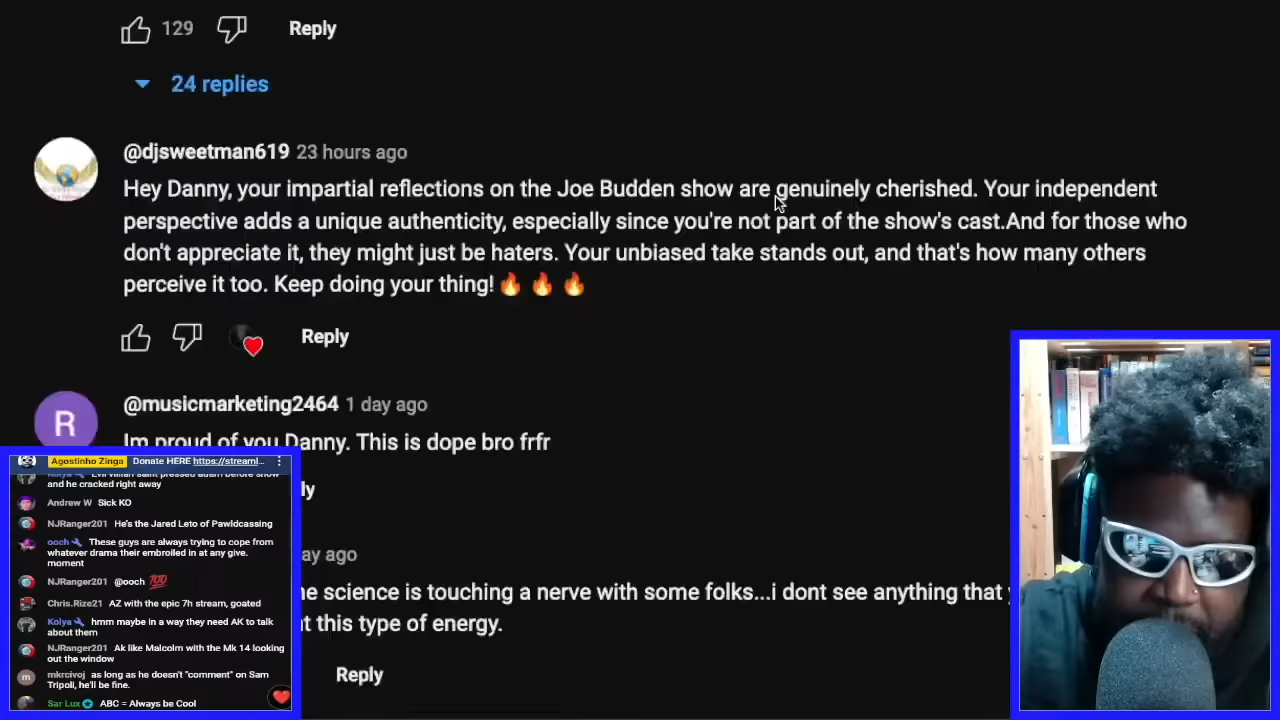 129
Reply
24 replies
@djsweetman619 23 hours ago
Hey Danny, your impartial reflections on the Joe Budden show are genuinely cherished. Your independent
perspective adds a unique authenticity, especially since you're not part of the show's cast.And for those who
don't appreciate it, they might just be haters. Your unbiased take stands out, and that's how many others
perceive it too. Keep doing your thing! 🔥 🔥 🔥
Reply
R
@musicmarketing2464 1 day ago
Im proud of you Danny. This is dope bro frfr
ay ago
science is touching a nerve with some folks...i dont see anything that
this type of energy.
Reply
Agostinho Zinga Donate HERE https://streaml...
and he cracked right away
Andrew W Sick KO
NJRanger201 He's the Jared Leto of Pawldcassing
ooch These guys are always trying to cope from
whatever drama their embroiled in at any give.
moment
NJRanger201 @ooch 💯
Chris.Rize21 AZ with the epic 7h stream, goated
Kolya hmm maybe in a way they need AK to talk
about them
NJRanger201 Ak like Malcolm with the Mk 14 looking
out the window
m
mkrcivoj as long as he doesn't "comment" on Sam
Tripoli, he'll be fine.
Sar Lux ABC = Always be Cool